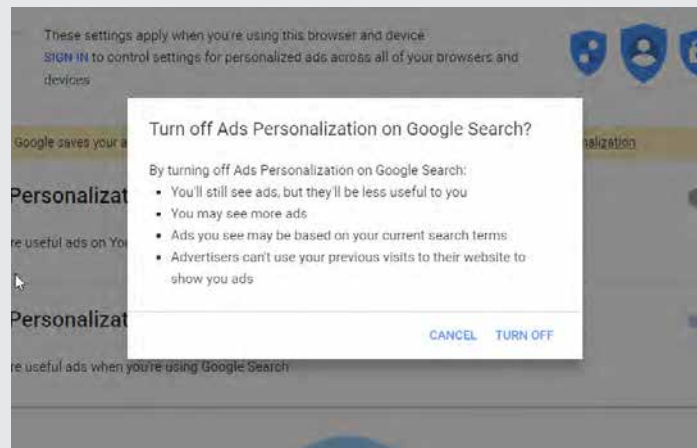 These settings apply when you're using this browser and device
SIGN IN to control settings for personalized ads across all of your browsers and
devices
Google saves your a
nalization
Turn off Ads Personalization on Google Search?
By turning off Ads Personalization on Google Search:
• You'll still see ads, but they'll be less useful to you
• You may see more ads
• Ads you see may be based on your current search terms
• Advertisers can't use your previous visits to their website to
show you ads
CANCEL TURN OFF
Personalizat
re useful ads on You
Personalizat
re useful ads when you're using Google Search